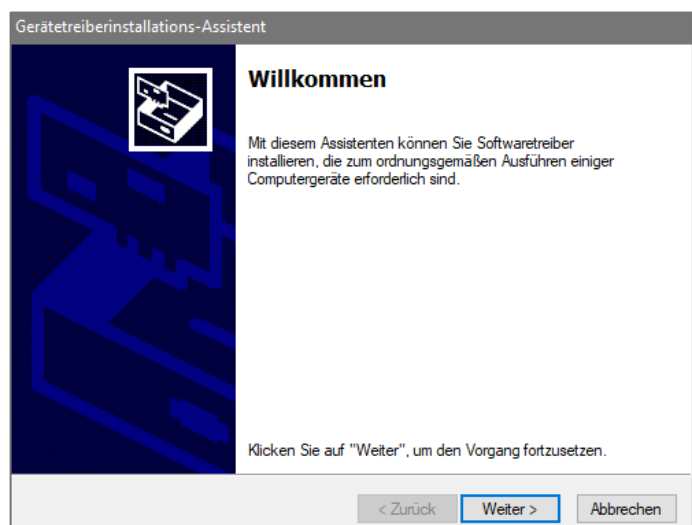 Gerätetreiberinstallations-Assistent
Willkommen
Mit diesem Assistenten können Sie Softwaretreiber
installieren, die zum ordnungsgemäßen Ausführen einiger
Computergeräte erforderlich sind.
Klicken Sie auf "Weiter", um den Vorgang fortzusetzen.
< Zurück Weiter > Abbrechen